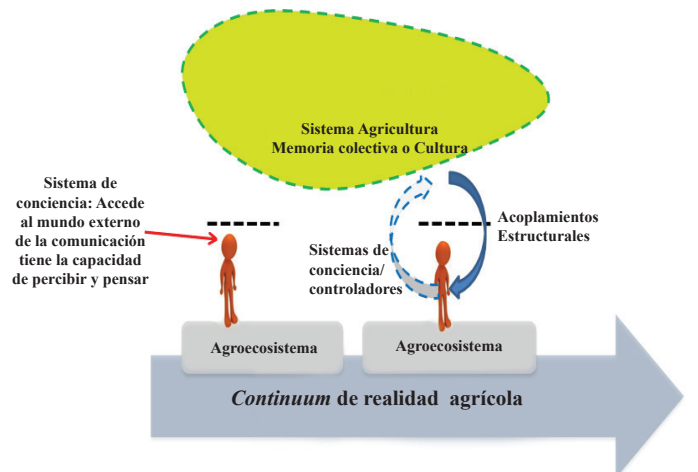 Sistema Agricultura
Memoria colectiva o Cultura
Sistema de
conciencia: Accede
al mundo externo
de la comunicación
tiene la capacidad
de percibir y pensar
Acoplamientos
Estructurales
Sistemas de
conciencia/
controladores
Agroecosistema
Agroecosistema
Continuum de realidad agrícola